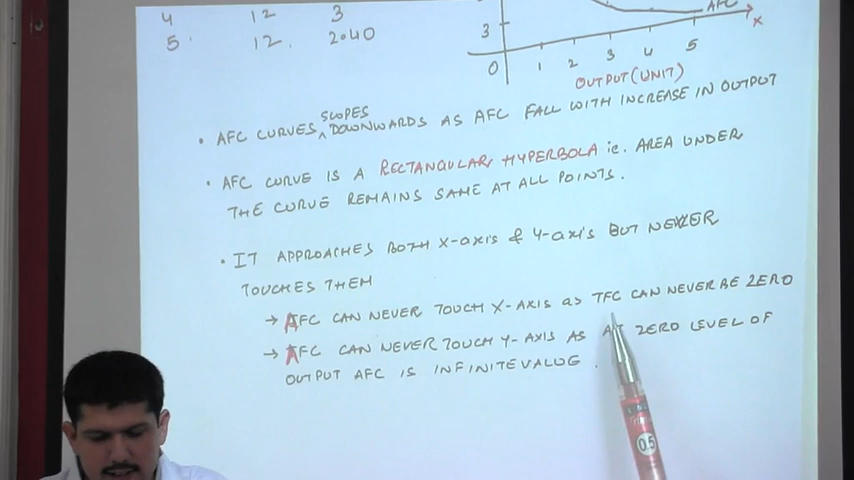 4 12 3
5. 12. 2.40
AFC
3
x
0 1 2 3 4 5
OUTPUT (UNIT)
• AFC CURVES SLOPES DOWNWARDS AS AFC FALL WITH INCREASE IN OUTPUT
• AFC CURVE IS A RECTANGULAR HYPERBOLA ie. AREA UNDER
THE CURVE REMAINS SAME AT ALL POINTS.
• IT APPROACHES BOTH X-axis & Y-axis BUT NEVER
TOUCHES THEM
→ AFC CAN NEVER TOUCH X-AXIS as TFC CAN NEVER BE ZERO
→ AFC CAN NEVER TOUCH Y-AXIS AS AT ZERO LEVEL OF
OUTPUT AFC IS INFINITE VALUE.
0.5